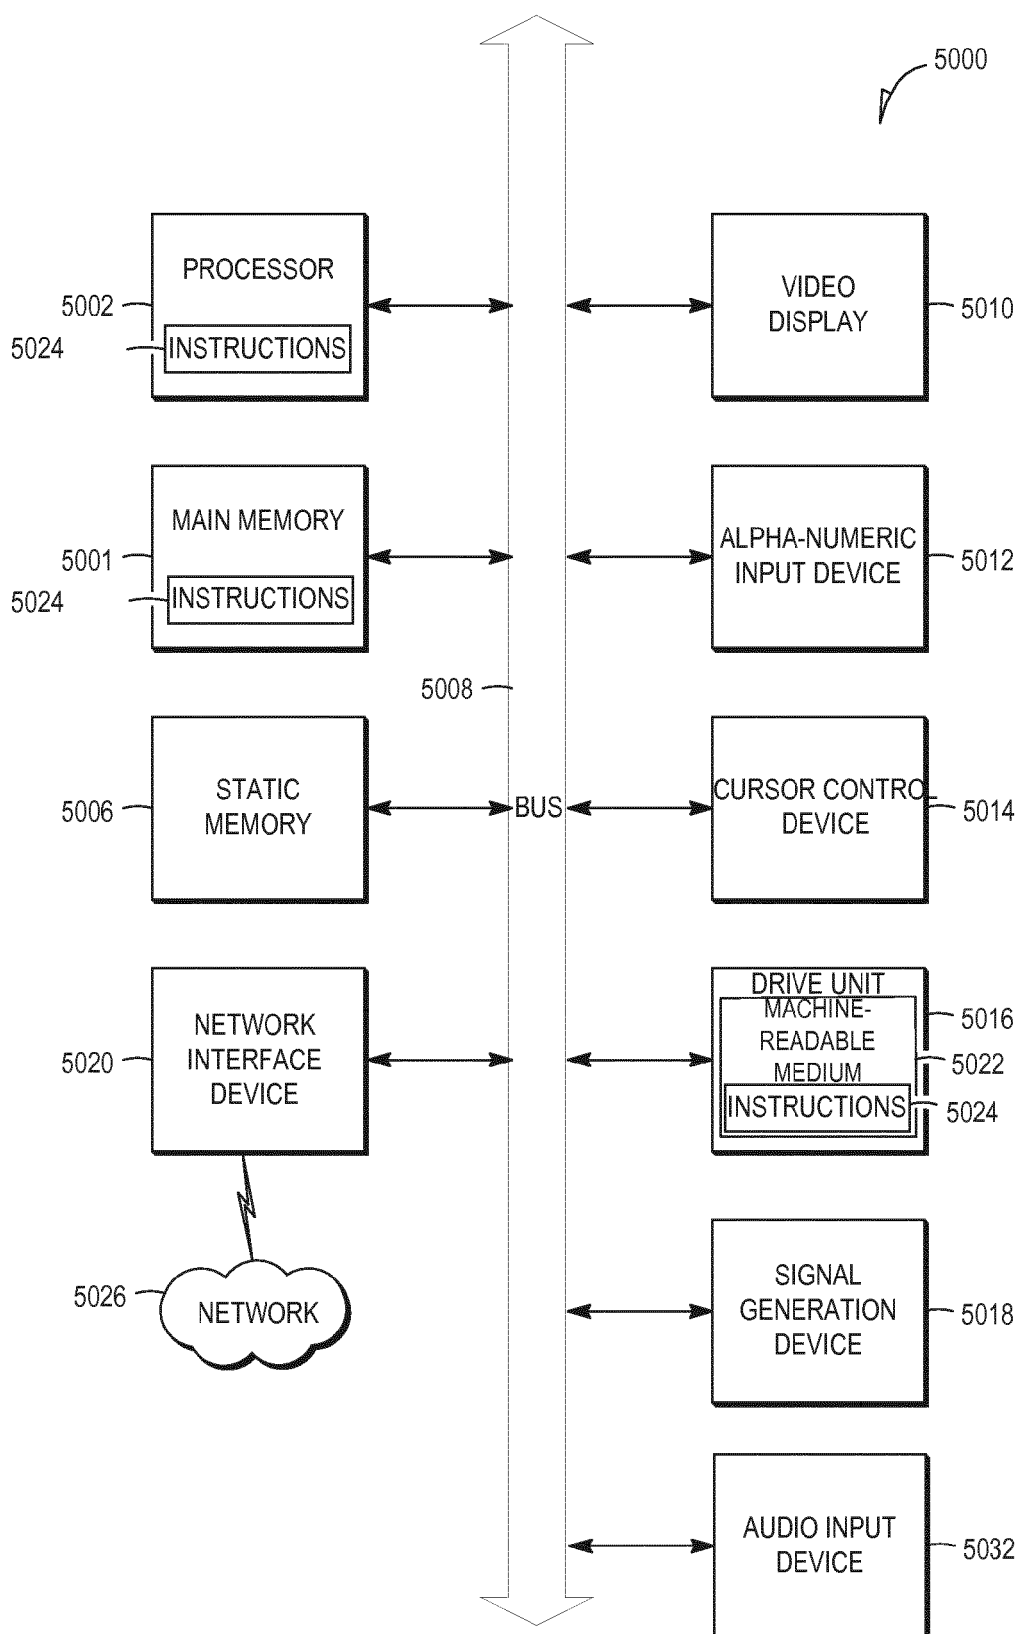 5000
PROCESSOR
5002
5024
INSTRUCTIONS
VIDEO
DISPLAY
5010
MAIN MEMORY
5001
5024
INSTRUCTIONS
ALPHA-NUMERIC
INPUT DEVICE
5012
5008
STATIC
MEMORY
5006
BUS
CURSOR CONTROL
DEVICE
5014
NETWORK
INTERFACE
DEVICE
5020
DRIVE UNIT
5016
MACHINE-
READABLE
MEDIUM
5022
INSTRUCTIONS
5024
5026
NETWORK
SIGNAL
GENERATION
DEVICE
5018
AUDIO INPUT
DEVICE
5032